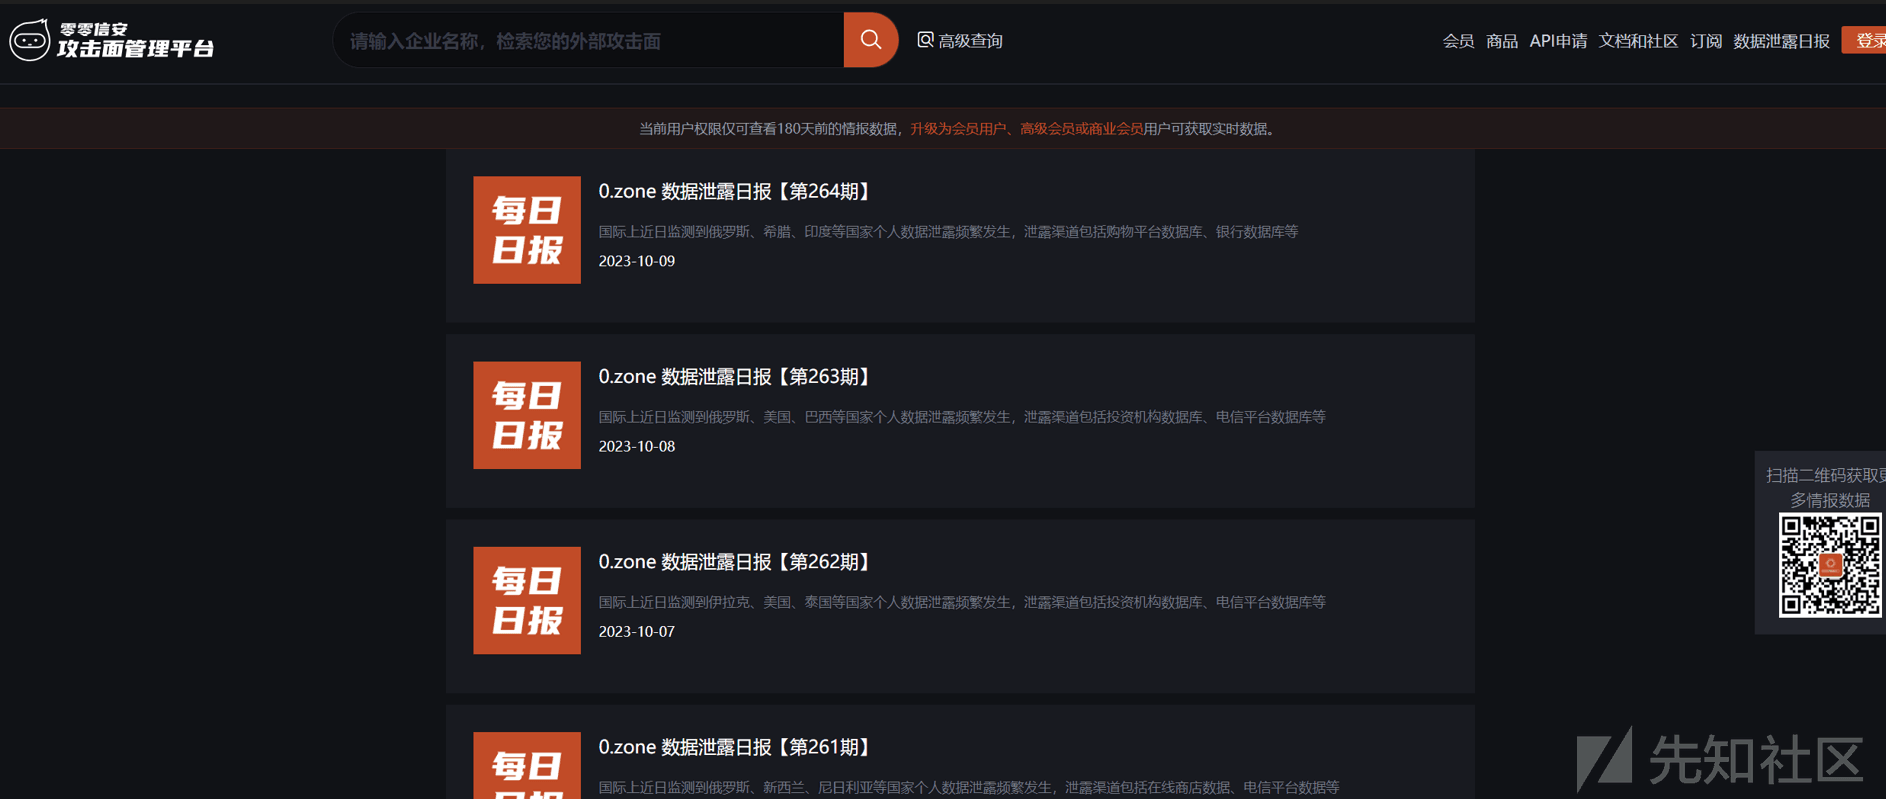 零零信安
攻击面管理平台
请输入企业名称，检索您的外部攻击面
高级查询
会员 商品 API申请 文档和社区 订阅 数据泄露日报 登录
当前用户权限仅可查看180天前的情报数据，升级为会员用户、高级会员或商业会员用户可获取实时数据。
每日
日报
0.zone 数据泄露日报【第264期】
国际上近日监测到俄罗斯、希腊、印度等国家个人数据泄露频繁发生，泄露渠道包括购物平台数据库、银行数据库等
2023-10-09
每日
日报
0.zone 数据泄露日报【第263期】
国际上近日监测到俄罗斯、美国、巴西等国家个人数据泄露频繁发生，泄露渠道包括投资机构数据库、电信平台数据库等
2023-10-08
每日
日报
0.zone 数据泄露日报【第262期】
国际上近日监测到伊拉克、美国、泰国等国家个人数据泄露频繁发生，泄露渠道包括投资机构数据库、电信平台数据库等
2023-10-07
每日
日报
0.zone 数据泄露日报【第261期】
国际上近日监测到俄罗斯、新西兰、尼日利亚等国家个人数据泄露频繁发生，泄露渠道包括在线商店数据、电信平台数据等
扫描二维码获取更
多情报数据
先知社区